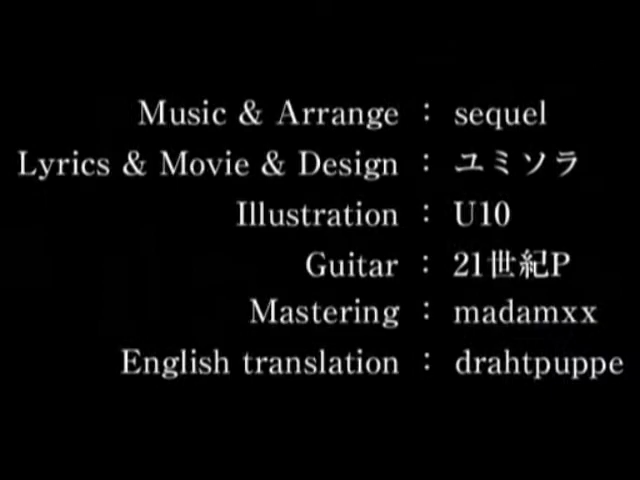 Music & Arrange : sequel
Lyrics & Movie & Design : ユミソラ
Illustration : U10
Guitar : 21世紀P
Mastering : madamxx
English translation : drahtpuppe